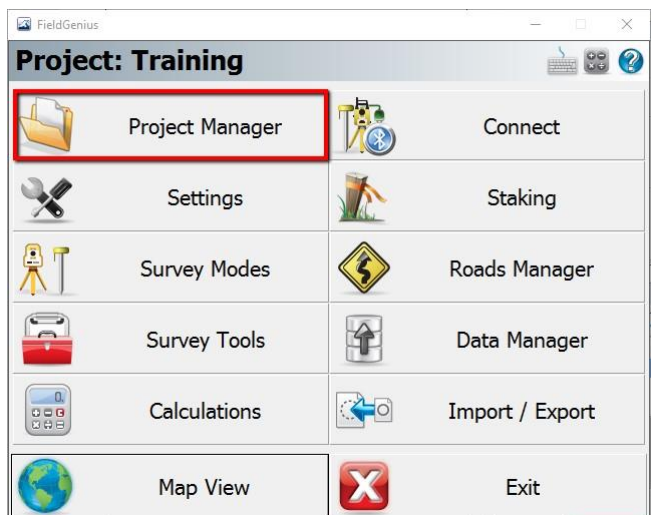 FieldGenius
Project: Training
Project Manager
Connect
Settings
Staking
Survey Modes
Roads Manager
Survey Tools
Data Manager
0.
Calculations
Import / Export
Map View
Exit